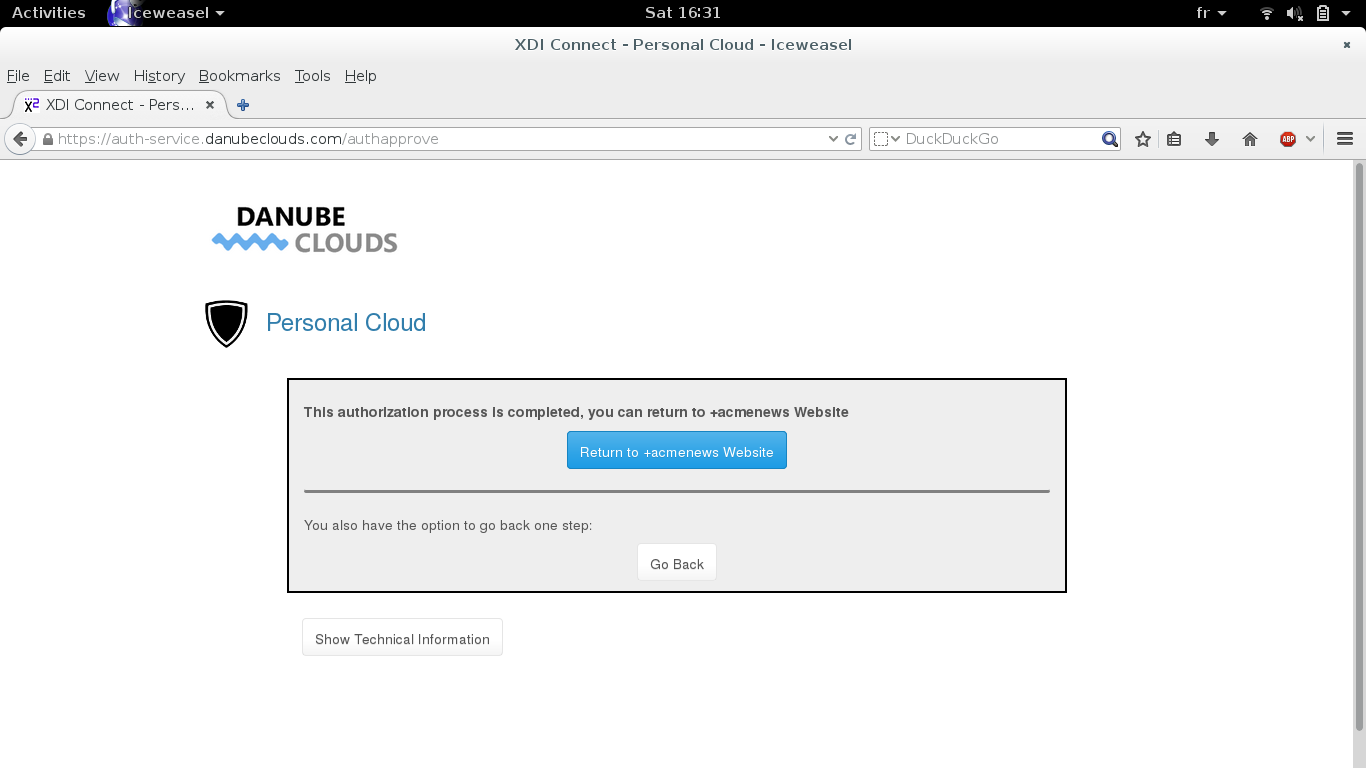 Activities Iceweasel Sat 16:31 fr
XDI Connect - Personal Cloud - Iceweasel
File Edit View History Bookmarks Tools Help
X2 XDI Connect - Pers...
https://auth-service.danubeclouds.com/authapprove DuckDuckGo ABP
DANUBE
CLOUDS
Personal Cloud
This authorization process is completed, you can return to +acmenews Website
Return to +acmenews Website
You also have the option to go back one step:
Go Back
Show Technical Information